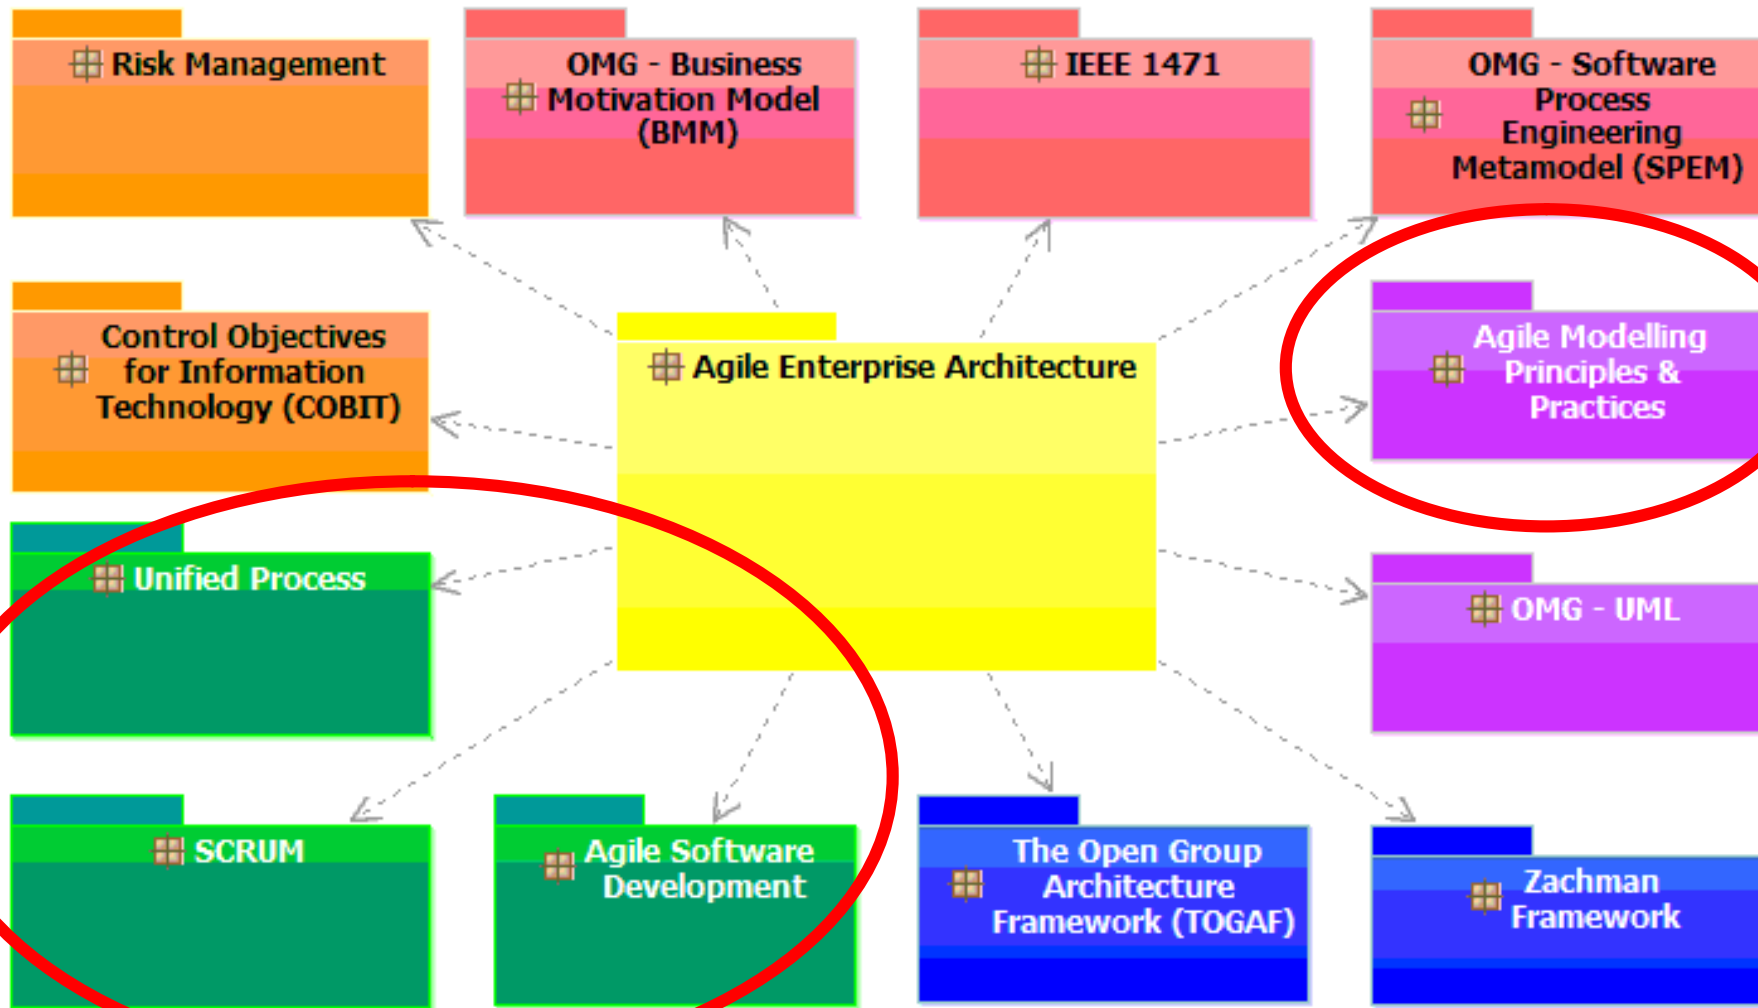 Risk Management
OMG - Business
Motivation Model
(BMM)
IEEE 1471
OMG - Software
Process
Engineering
Metamodel (SPEM)
Control Objectives
for Information
Technology (COBIT)
Agile Enterprise Architecture
Agile Modelling
Principles &
Practices
Unified Process
OMG - UML
SCRUM
Agile Software
Development
The Open Group
Architecture
Framework (TOGAF)
Zachman
Framework